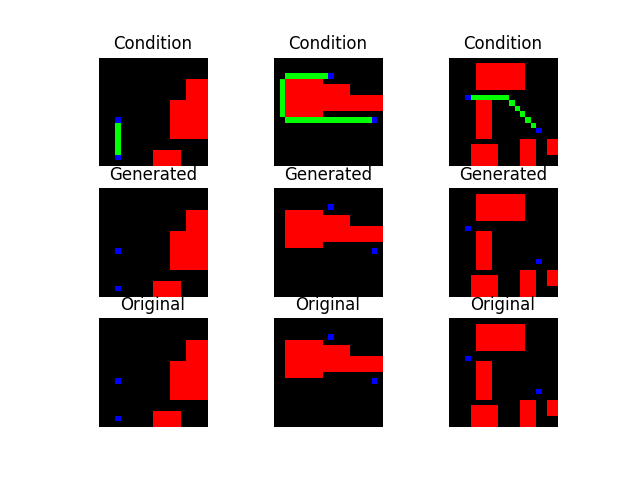 Condition Condition Condition
Generated Generated Generated
Original Original Original